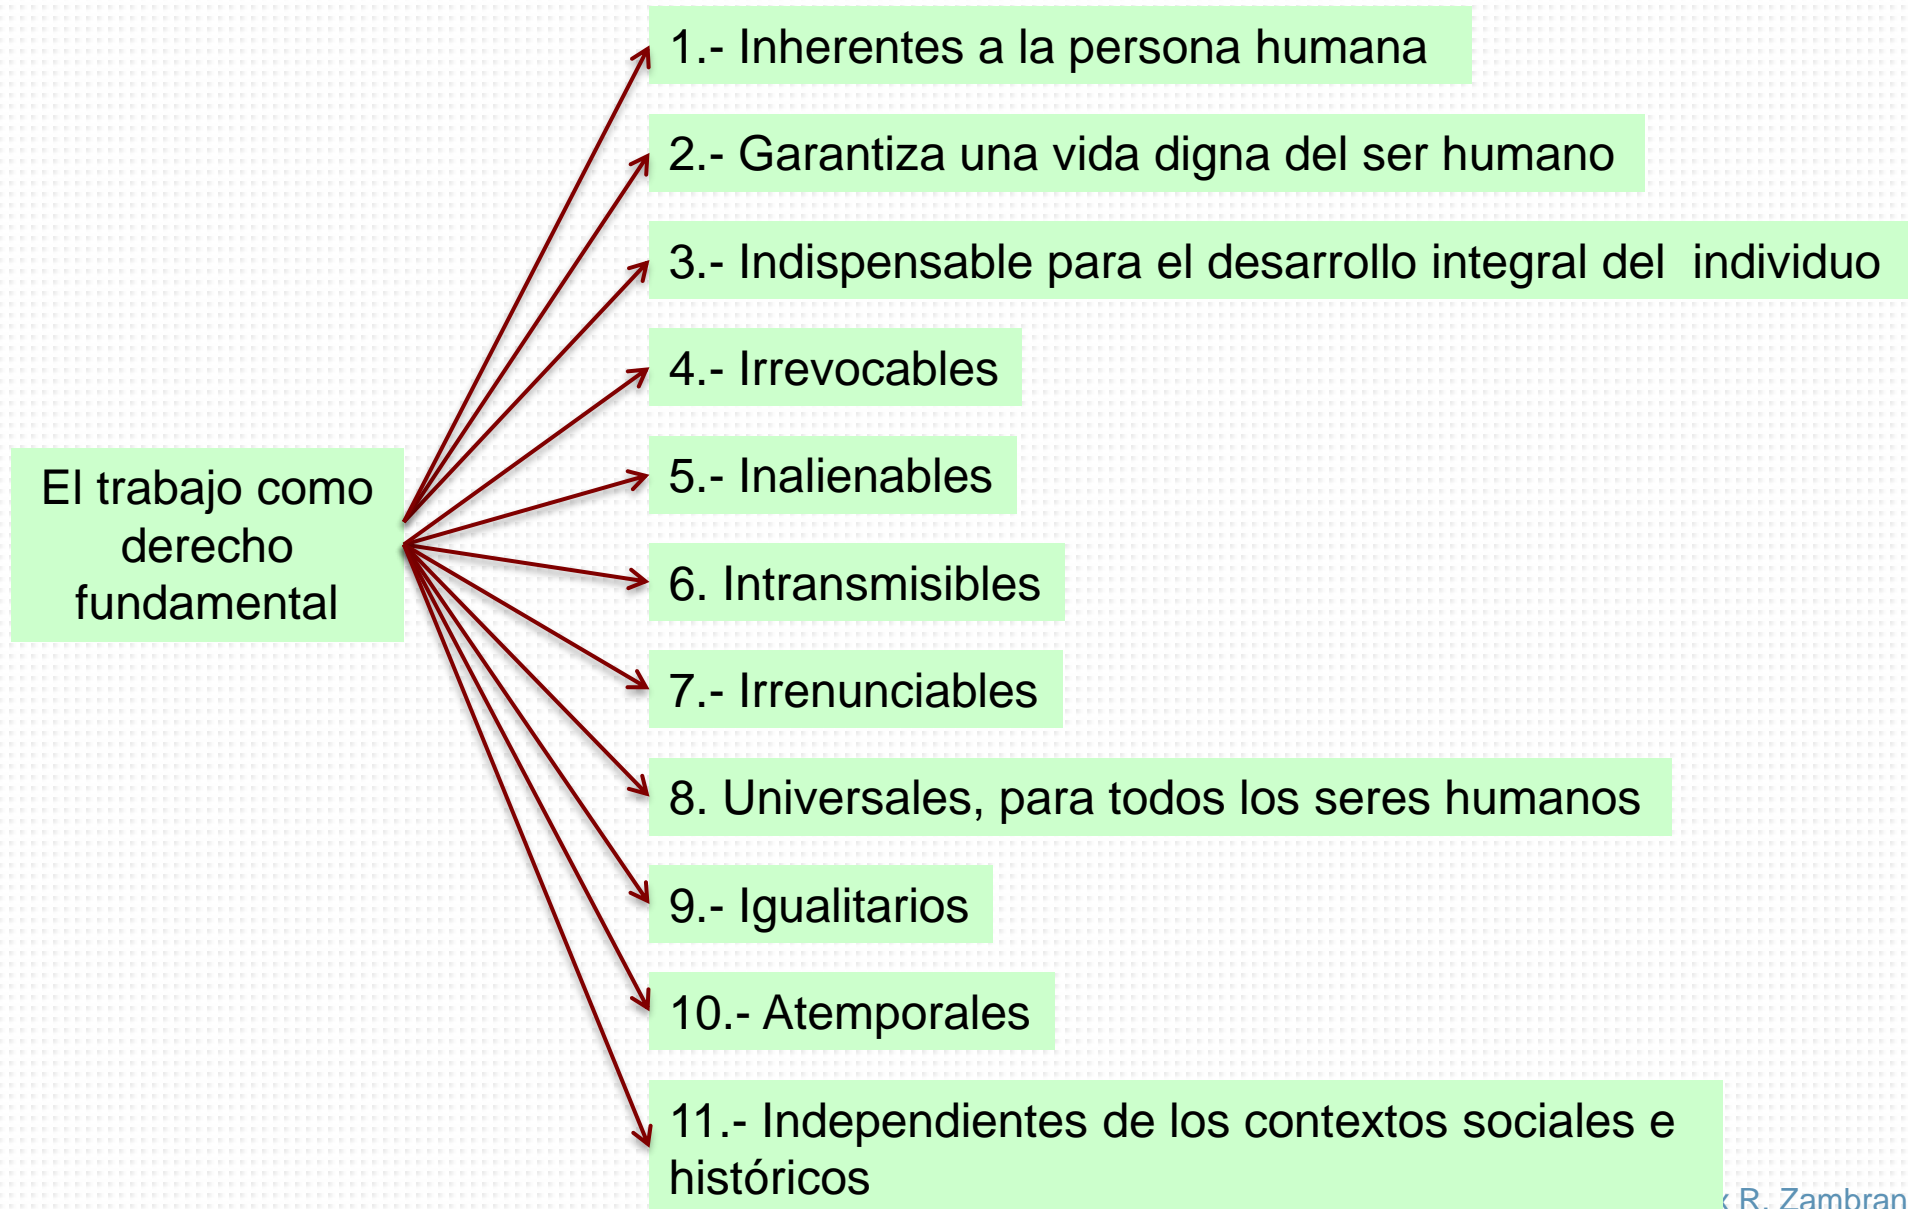 1.- Inherentes a la persona humana
2.- Garantiza una vida digna del ser humano
3.- Indispensable para el desarrollo integral del  individuo
4.- Irrevocables
5.- Inalienables
El trabajo como
derecho
fundamental
6. Intransmisibles
7.- Irrenunciables
8. Universales, para todos los seres humanos
9.- Igualitarios
10.- Atemporales
11.- Independientes de los contextos sociales e
históricos
R. Zambran